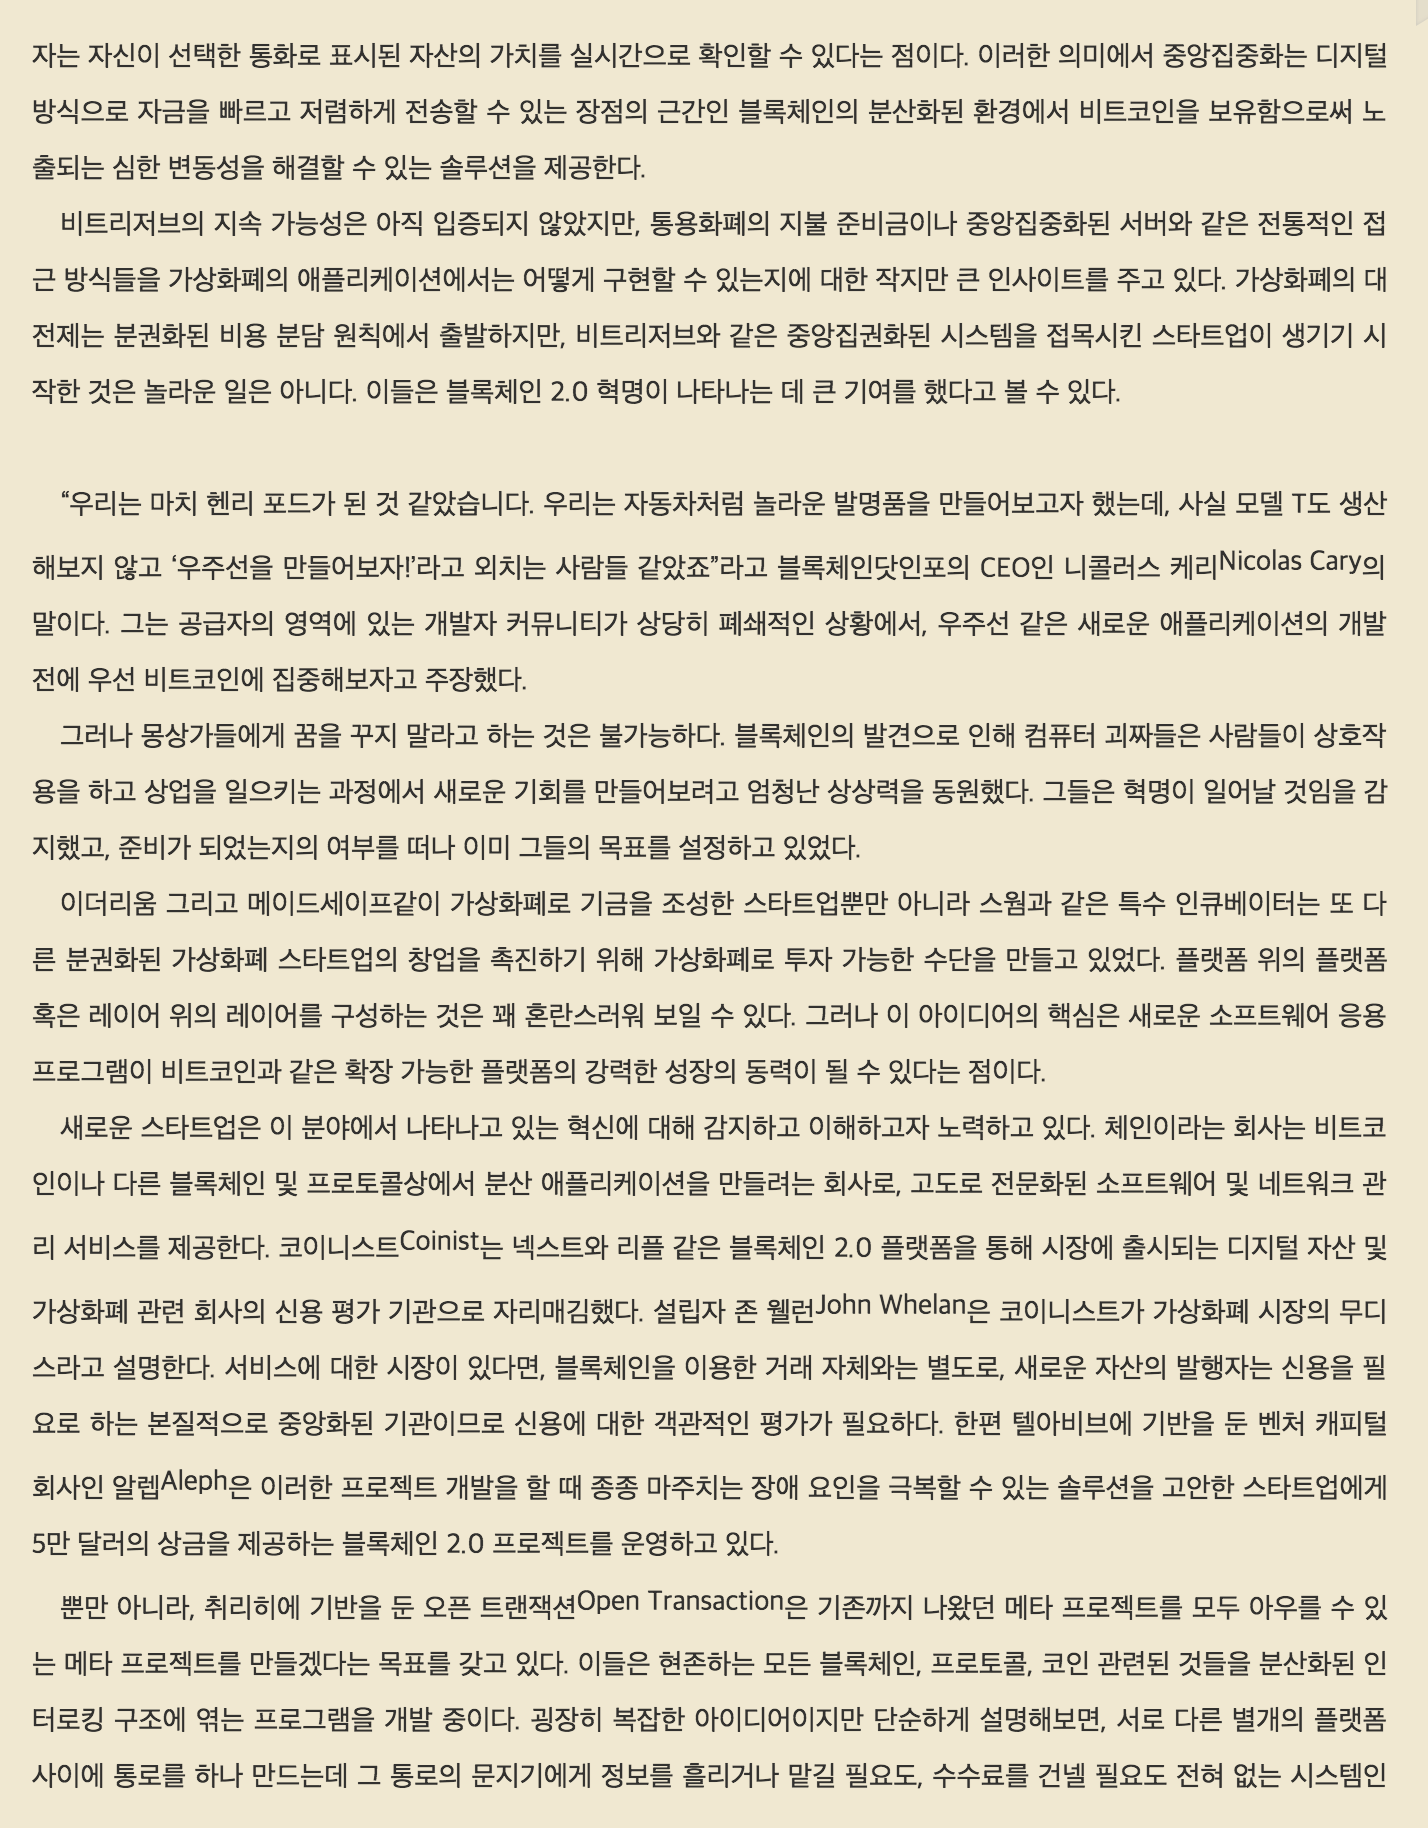 자는 자신이 선택한 통화로 표시된 자산의 가치를 실시간으로 확인할 수 있다는 점이다. 이러한 의미에서 중앙집중화는 디지털
방식으로 자금을 빠르고 저렴하게 전송할 수 있는 장점의 근간인 블록체인의 분산화된 환경에서 비트코인을 보유함으로써 노
출되는 심한 변동성을 해결할 수 있는 솔루션을 제공한다.
비트리저브의 지속 가능성은 아직 입증되지 않았지만, 통용화폐의 지불 준비금이나 중앙집중화된 서버와 같은 전통적인 접
근 방식들을 가상화폐의 애플리케이션에서는 어떻게 구현할 수 있는지에 대한 작지만 큰 인사이트를 주고 있다. 가상화폐의 대
전제는 분권화된 비용 분담 원칙에서 출발하지만, 비트리저브와 같은 중앙집권화된 시스템을 접목시킨 스타트업이 생기기 시
작한 것은 놀라운 일은 아니다. 이들은 블록체인 2.0 혁명이 나타나는 데 큰 기여를 했다고 볼 수 있다.
“우리는 마치 헨리 포드가 된 것 같았습니다. 우리는 자동차처럼 놀라운 발명품을 만들어보고자 했는데, 사실 모델 T도 생산
해보지 않고 ‘우주선을 만들어보자!’라고 외치는 사람들 같았죠”라고 블록체인닷인포의 CEO인 니콜러스 케리Nicolas Cary의
말이다. 그는 공급자의 영역에 있는 개발자 커뮤니티가 상당히 폐쇄적인 상황에서, 우주선 같은 새로운 애플리케이션의 개발
전에 우선 비트코인에 집중해보자고 주장했다.
그러나 몽상가들에게 꿈을 꾸지 말라고 하는 것은 불가능하다. 블록체인의 발견으로 인해 컴퓨터 괴짜들은 사람들이 상호작
용을 하고 상업을 일으키는 과정에서 새로운 기회를 만들어보려고 엄청난 상상력을 동원했다. 그들은 혁명이 일어날 것임을 감
지했고, 준비가 되었는지의 여부를 떠나 이미 그들의 목표를 설정하고 있었다.
이더리움 그리고 메이드세이프같이 가상화폐로 기금을 조성한 스타트업뿐만 아니라 스웜과 같은 특수 인큐베이터는 또 다
른 분권화된 가상화폐 스타트업의 창업을 촉진하기 위해 가상화폐로 투자 가능한 수단을 만들고 있었다. 플랫폼 위의 플랫폼
혹은 레이어 위의 레이어를 구성하는 것은 꽤 혼란스러워 보일 수 있다. 그러나 이 아이디어의 핵심은 새로운 소프트웨어 응용
프로그램이 비트코인과 같은 확장 가능한 플랫폼의 강력한 성장의 동력이 될 수 있다는 점이다.
새로운 스타트업은 이 분야에서 나타나고 있는 혁신에 대해 감지하고 이해하고자 노력하고 있다. 체인이라는 회사는 비트코
인이나 다른 블록체인 및 프로토콜상에서 분산 애플리케이션을 만들려는 회사로, 고도로 전문화된 소프트웨어 및 네트워크 관
리 서비스를 제공한다. 코이니스트Coinist는 넥스트와 리플 같은 블록체인 2.0 플랫폼을 통해 시장에 출시되는 디지털 자산 및
가상화폐 관련 회사의 신용 평가 기관으로 자리매김했다. 설립자 존 웰런John Whelan은 코이니스트가 가상화폐 시장의 무디
스라고 설명한다. 서비스에 대한 시장이 있다면, 블록체인을 이용한 거래 자체와는 별도로, 새로운 자산의 발행자는 신용을 필
요로 하는 본질적으로 중앙화된 기관이므로 신용에 대한 객관적인 평가가 필요하다. 한편 텔아비브에 기반을 둔 벤처 캐피털
회사인 알렙Aleph은 이러한 프로젝트 개발을 할 때 종종 마주치는 장애 요인을 극복할 수 있는 솔루션을 고안한 스타트업에게
5만 달러의 상금을 제공하는 블록체인 2.0 프로젝트를 운영하고 있다.
뿐만 아니라, 취리히에 기반을 둔 오픈 트랜잭션Open Transaction은 기존까지 나왔던 메타 프로젝트를 모두 아우를 수 있
는 메타 프로젝트를 만들겠다는 목표를 갖고 있다. 이들은 현존하는 모든 블록체인, 프로토콜, 코인 관련된 것들을 분산화된 인
터로킹 구조에 엮는 프로그램을 개발 중이다. 굉장히 복잡한 아이디어이지만 단순하게 설명해보면, 서로 다른 별개의 플랫폼
사이에 통로를 하나 만드는데 그 통로의 문지기에게 정보를 흘리거나 맡길 필요도, 수수료를 건넬 필요도 전혀 없는 시스템인